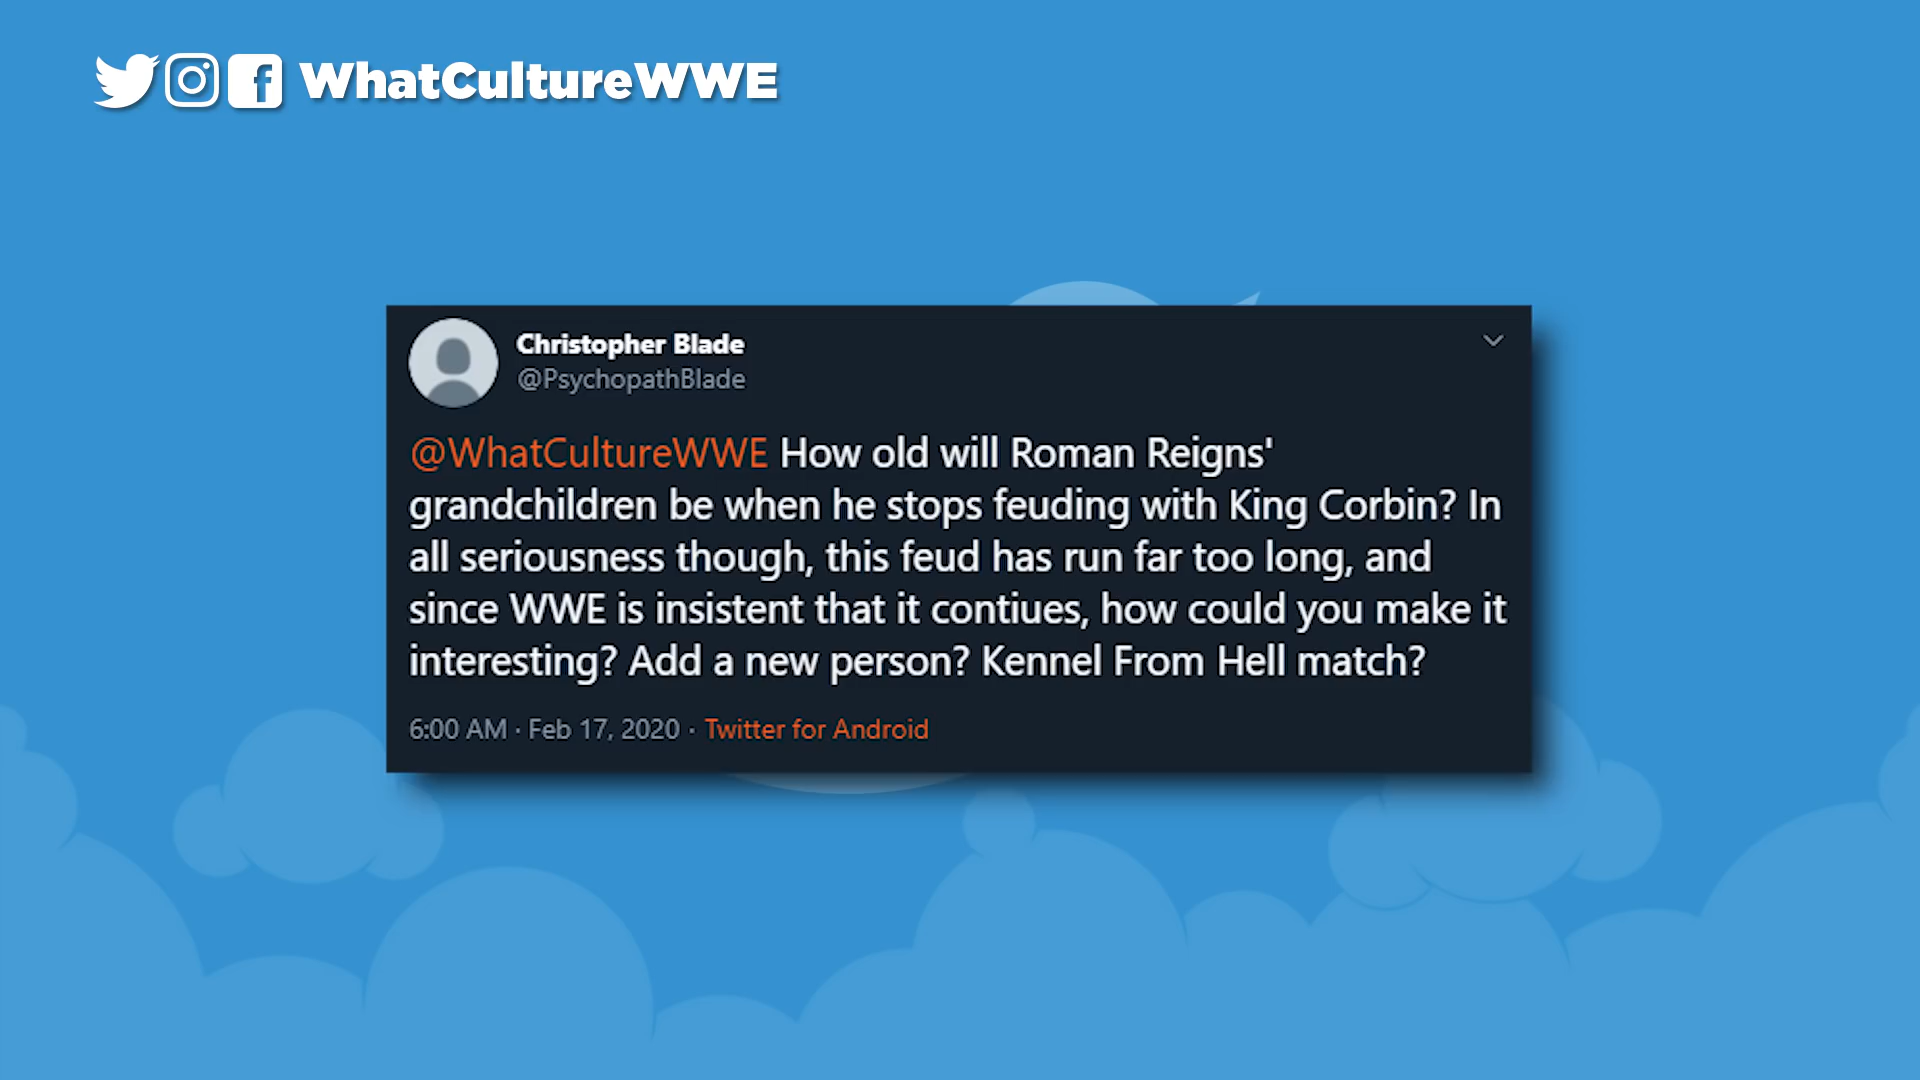 WhatCultureWWE
Christopher Blade
@PsychopathBlade
@WhatCultureWWE How old will Roman Reigns'
grandchildren be when he stops feuding with King Corbin? In
all seriousness though, this feud has run far too long, and
since WWE is insistent that it contiues, how could you make it
interesting? Add a new person? Kennel From Hell match?
6:00 AM · Feb 17, 2020 · Twitter for Android